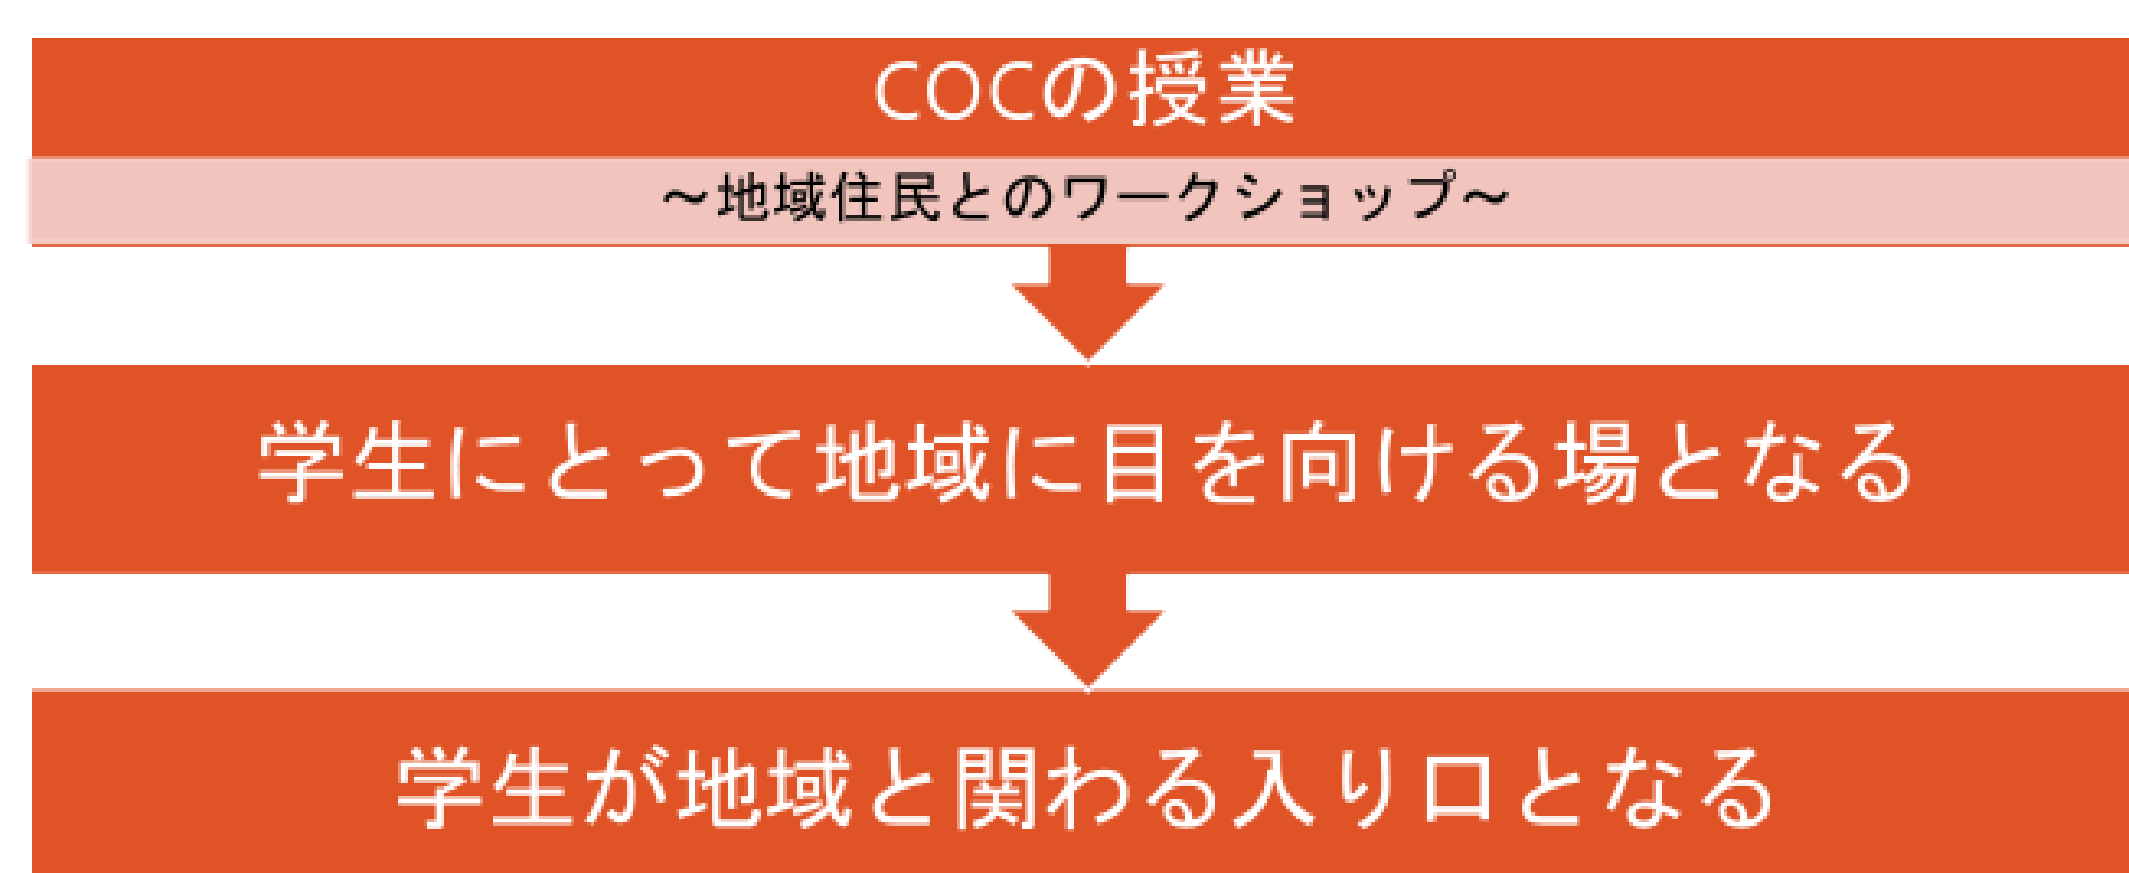 COCの授業
～地域住民とのワークショップ～
学生にとって地域に目を向ける場となる
学生が地域と関わる入り口となる